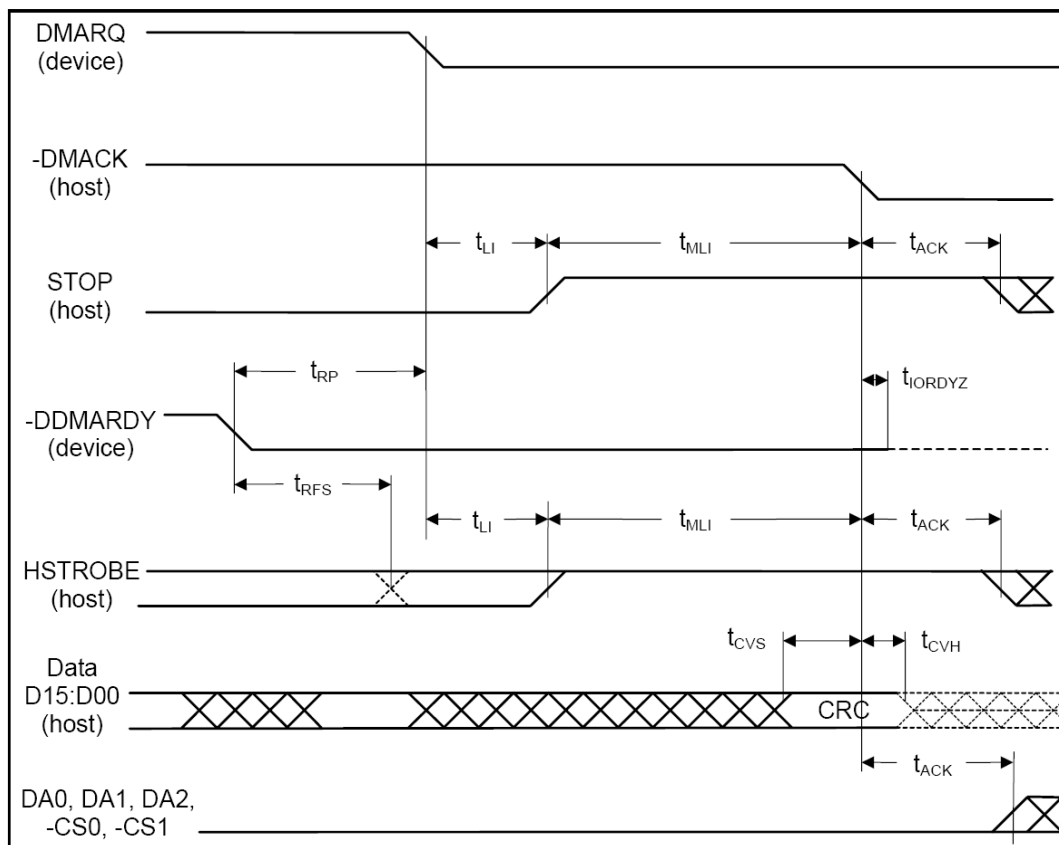 DMARQ
(device)
-DMACK
(host)
tLI
tMLI
tACK
STOP
(host)
tRP
tIORDYZ
-DDMARDY
(device)
tRFS
tLI
tMLI
tACK
HSTROBE
(host)
tCVS
tCVH
Data
D15:D00
(host)
CRC
tACK
DA0, DA1, DA2,
-CS0, -CS1